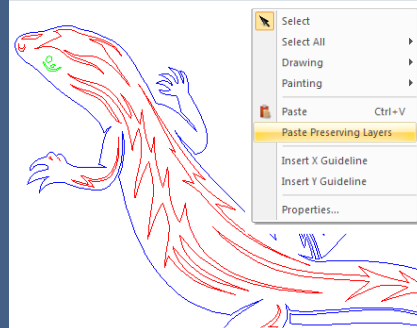 Select
Select All
Drawing
Painting
Paste Ctrl+V
Paste Preserving Layers
Insert X Guideline
Insert Y Guideline
Properties...